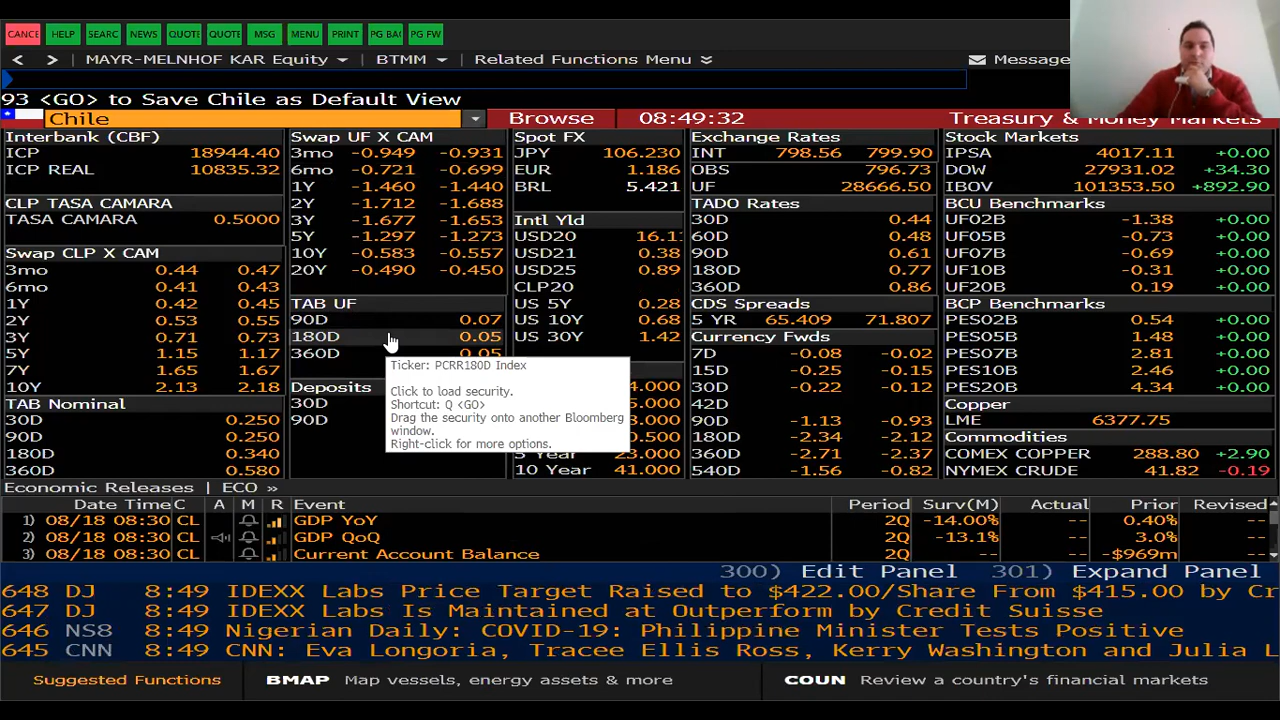 CANCE HELP SEARC NEWS QUOTE QUOTE MSG MENU PRINT PG BAC PG FW
< > MAYR-MELNHOF KAR Equity BTMM Related Functions Menu Message
93 <GO> to Save Chile as Default View
Chile Browse 08:49:32 Treasury & Money Markets
Interbank (CBF)
ICP 18944.40
ICP REAL 10835.32
CLP TASA CAMARA
TASA CAMARA 0.5000
Swap CLP X CAM
3mo 0.44 0.47
6mo 0.41 0.43
1Y 0.42 0.45
2Y 0.53 0.55
3Y 0.71 0.73
5Y 1.15 1.17
7Y 1.65 1.67
10Y 2.13 2.18
TAB Nominal
30D 0.250
90D 0.250
180D 0.340
360D 0.580
Swap UF X CAM
3mo -0.949 -0.931
6mo -0.721 -0.699
1Y -1.460 -1.440
2Y -1.712 -1.688
3Y -1.677 -1.653
5Y -1.297 -1.273
10Y -0.583 -0.557
20Y -0.490 -0.450
TAB UF
90D 0.07
180D 0.05
360D 0.05
Deposits
30D
90D
Ticker: PCRR180D Index
Click to load security.
Shortcut: Q <GO>
Drag the security onto another Bloomberg
window.
Right-click for more options.
Spot FX
JPY 106.230
EUR 1.186
BRL 5.421
Intl Yld
USD20 16.11
USD21 0.38
USD25 0.89
CLP20
US 5Y 0.28
US 10Y 0.68
US 30Y 1.42
4.000
5.000
0.500
5 Year 23.000
10 Year 41.000
Exchange Rates
INT 798.56 799.90
OBS 796.73
UF 28666.50
TADO Rates
30D 0.44
60D 0.48
90D 0.61
180D 0.77
360D 0.86
CDS Spreads
5 YR 65.409 71.807
Currency Fwds
7D -0.08 -0.02
15D -0.25 -0.15
30D -0.22 -0.12
42D
90D -1.13 -0.93
180D -2.34 -2.12
360D -2.71 -2.37
540D -1.56 -0.82
Stock Markets
IPSA 4017.11 +0.00
DOW 27931.02 +34.30
IBOV 101353.50 +892.90
BCU Benchmarks
UF02B -1.38 +0.00
UF05B -0.73 +0.00
UF07B -0.69 +0.00
UF10B -0.31 +0.00
UF20B 0.19 +0.00
BCP Benchmarks
PES02B 0.54 +0.00
PES05B 1.48 +0.00
PES10B 2.46 +0.00
PES20B 4.34 +0.00
Copper
LME 6377.75
Commodities
COMEX COPPER 288.80 +2.90
NYMEX CRUDE 41.82 -0.19
Economic Releases | ECO »
Date Time C A M R Event Period Surv(M) Actual Prior Revised
1) 08/18 08:30 CL GDP YoY 2Q -14.00% -- 0.40% --
2) 08/18 08:30 CL GDP QoQ 2Q -13.1% -- 3.0% --
3) 08/18 08:30 CL Current Account Balance 2Q -- -- -$969m --
300) Edit Panel 301) Expand Panel
648 DJ 8:49 IDEXX Labs Price Target Raised to $422.00/Share From $415.00 by Cr
647 DJ 8:49 IDEXX Labs Is Maintained at Outperform by Credit Suisse
646 NS8 8:49 Nigerian Daily: COVID-19: Philippine Minister Tests Positive
645 CNN 8:49 CNN: Eva Longoria, Tracee Ellis Ross, Kerry Washington and Julia L
Suggested Functions BMAP Map vessels, energy assets & more COUN Review a country's financial markets